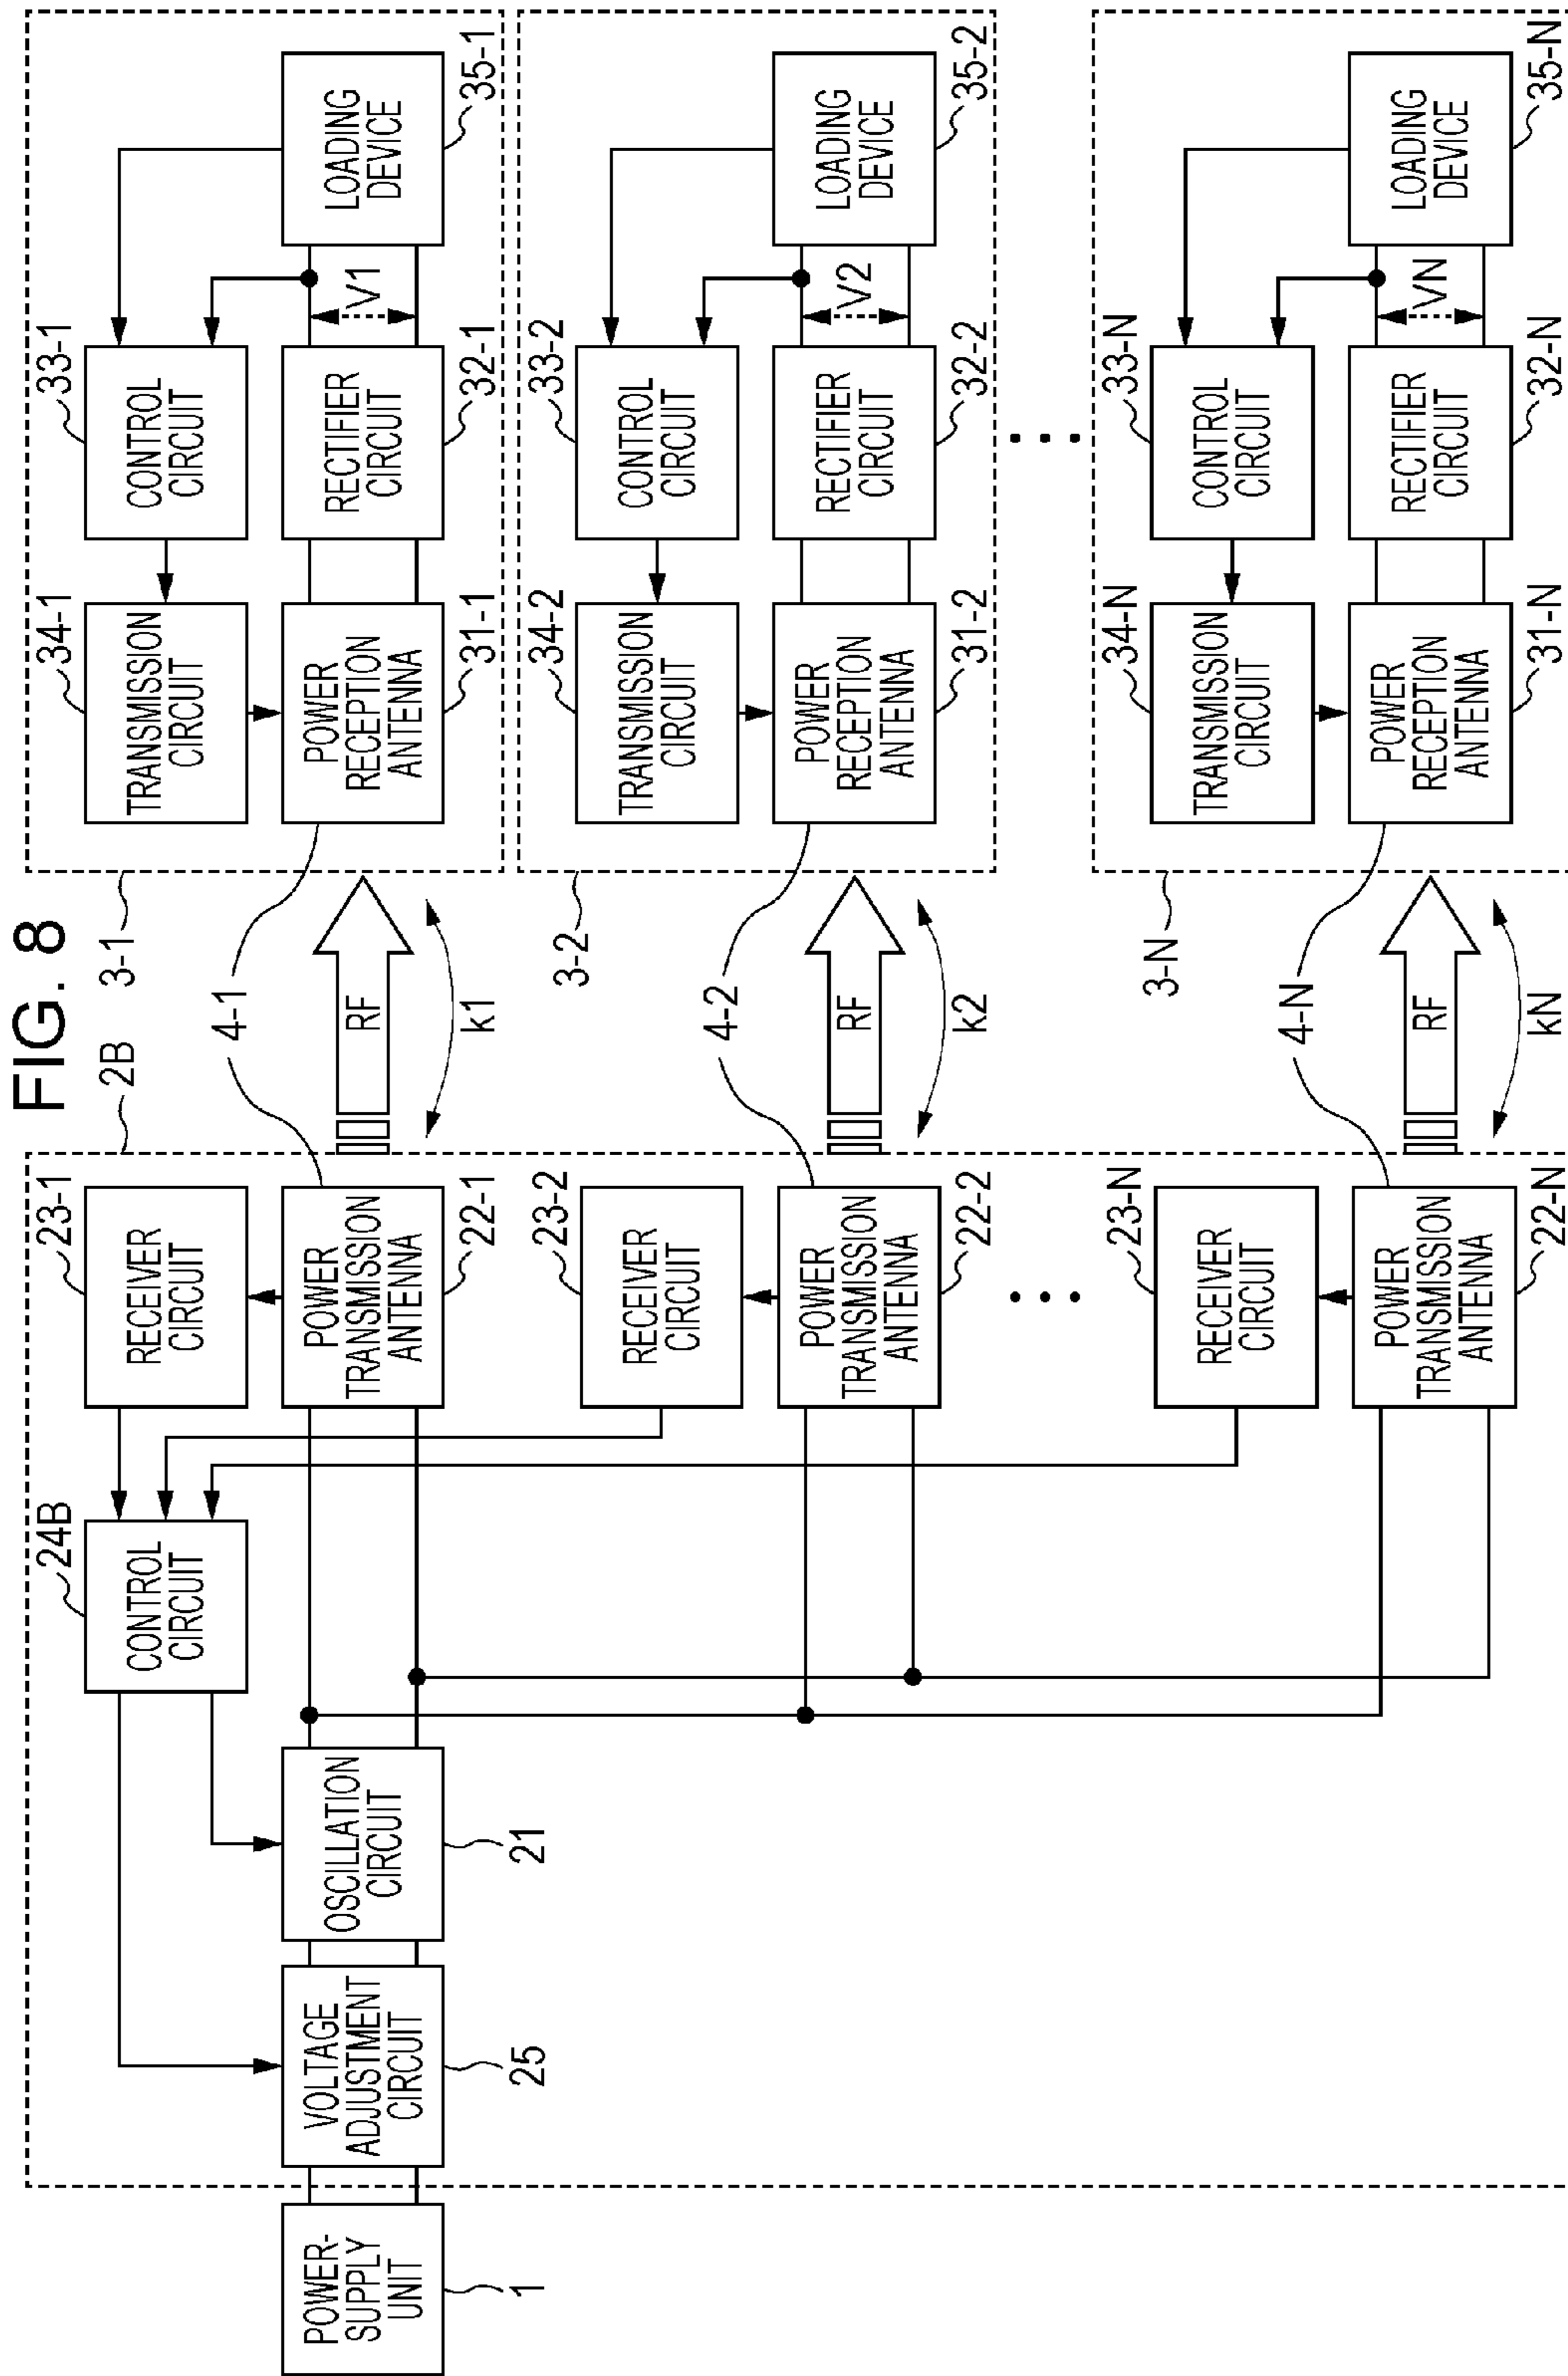 FIG. 8
2B
3-1
24B
CONTROL
CIRCUIT
23-1
RECEIVER
CIRCUIT
34-1
TRANSMISSION
CIRCUIT
33-1
CONTROL
CIRCUIT
POWER-
SUPPLY
UNIT
1
VOLTAGE
ADJUSTMENT
CIRCUIT
25
OSCILLATION
CIRCUIT
21
POWER
TRANSMISSION
ANTENNA
22-1
4-1
RF
k1
POWER
RECEPTION
ANTENNA
31-1
RECTIFIER
CIRCUIT
32-1
V1
LOADING
DEVICE
35-1
23-2
RECEIVER
CIRCUIT
3-2
34-2
TRANSMISSION
CIRCUIT
33-2
CONTROL
CIRCUIT
POWER
TRANSMISSION
ANTENNA
22-2
4-2
RF
k2
POWER
RECEPTION
ANTENNA
31-2
RECTIFIER
CIRCUIT
32-2
V2
LOADING
DEVICE
35-2
23-N
RECEIVER
CIRCUIT
3-N
34-N
TRANSMISSION
CIRCUIT
33-N
CONTROL
CIRCUIT
POWER
TRANSMISSION
ANTENNA
22-N
4-N
RF
kN
POWER
RECEPTION
ANTENNA
31-N
RECTIFIER
CIRCUIT
32-N
VN
LOADING
DEVICE
35-N